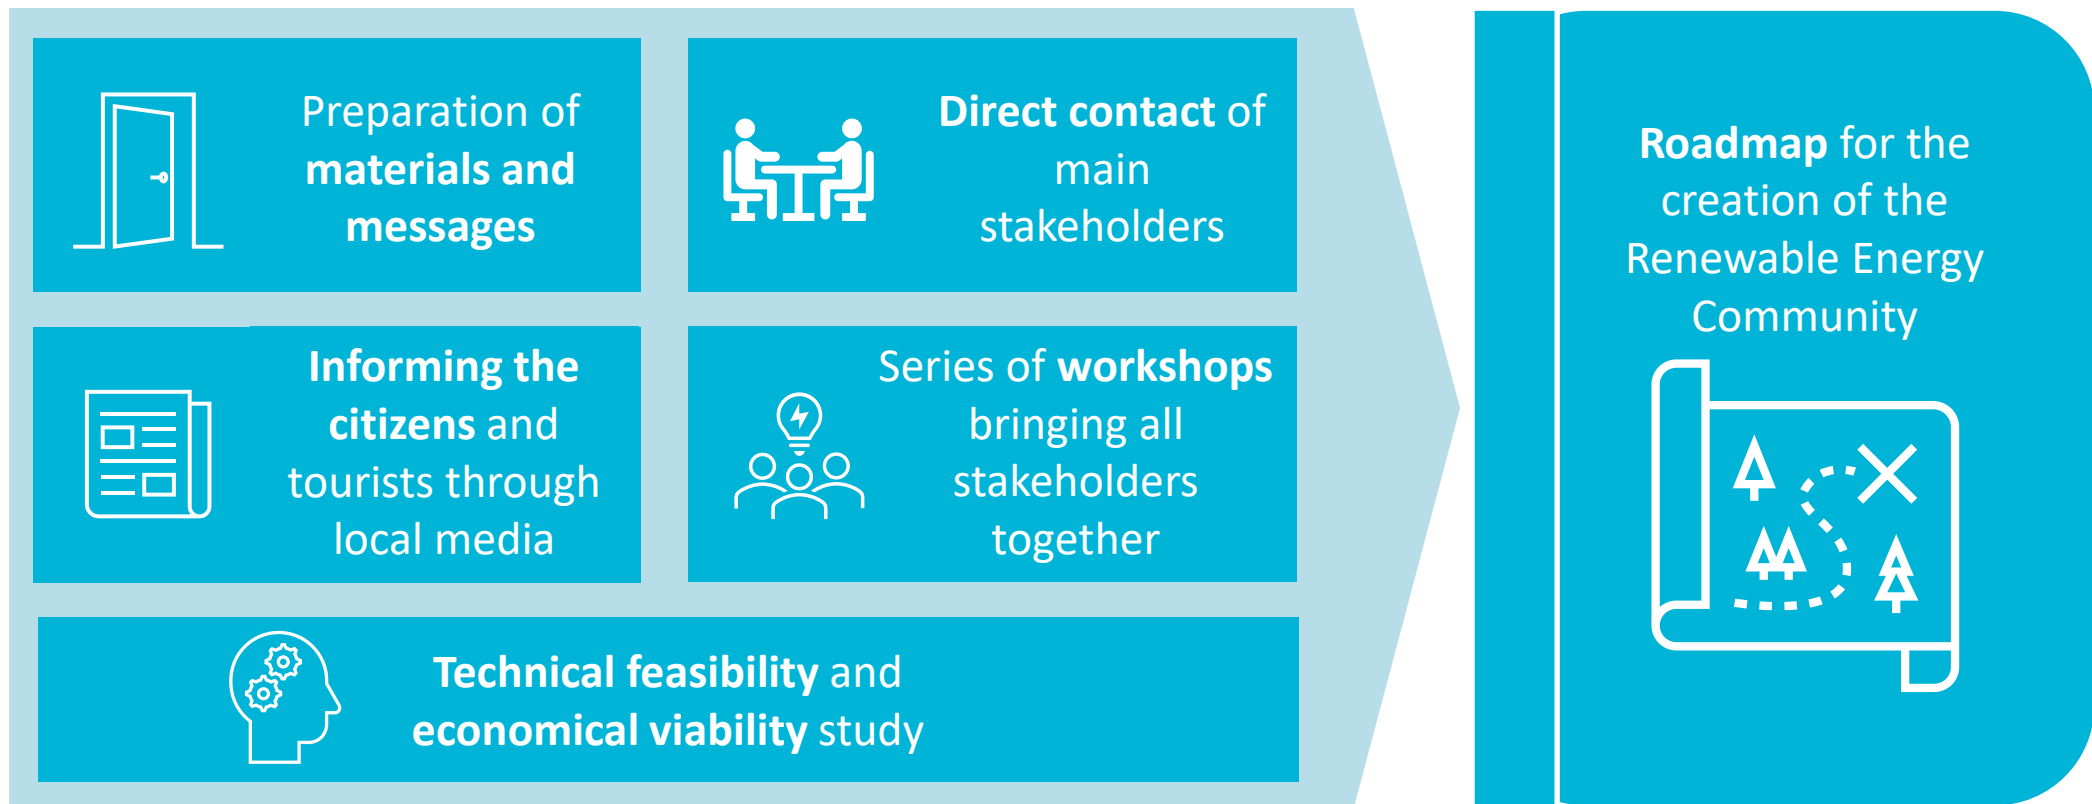 Preparation of
materials and
messages
Direct contact of
main
stakeholders
Informing the
citizens and
tourists through
local media
Series of workshops
bringing all
stakeholders
together
Technical feasibility and
economical viability study
Roadmap for the
creation of the
Renewable Energy
Community